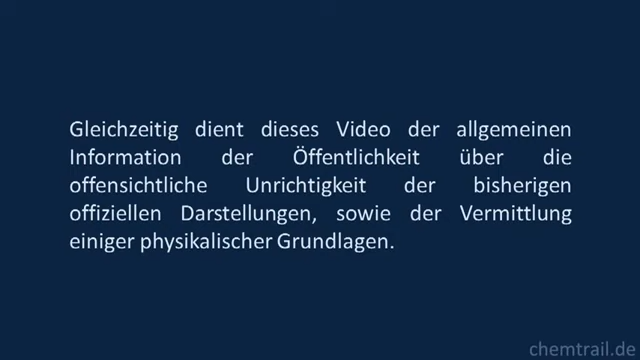 Gleichzeitig dient dieses Video der allgemeinen
Information der Öffentlichkeit über die
offensichtliche Unrichtigkeit der bisherigen
offiziellen Darstellungen, sowie der Vermittlung
einiger physikalischer Grundlagen.
chemtrail.de